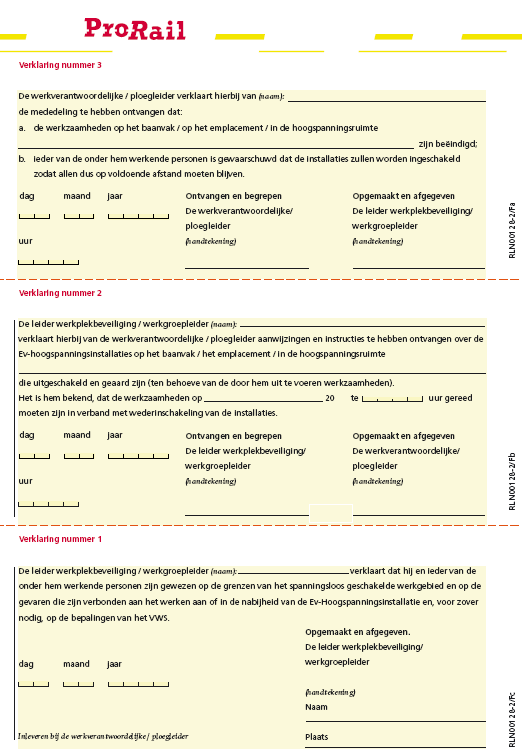 ProRail
Verklaring nummer 3
De werkverantwoordelijke / ploegleider verklaart hierbij van (naam):
de mededeling te hebben ontvangen dat:
a. de werkzaamheden op het baanvak / op het emplacement / in de hoogspanningsruimte
zijn beëindigd;
b. ieder van de onder hem werkende personen is gewaarschuwd dat de installaties zullen worden ingeschakeld
zodat allen dus op voldoende afstand moeten blijven.
dag maand jaar Ontvangen en begrepen Opgemaakt en afgegeven
De werkverantwoordelijke/ De leider werkplekbeveiliging/
ploegleider werkgroepleider
uur (handtekening) (handtekening)
RLN00128-2/Fa
Verklaring nummer 2
De leider werkplekbeveiliging / werkgroepleider (naam):
verklaart hierbij van de werkverantwoordelijke / ploegleider aanwijzingen en instructies te hebben ontvangen over de
Ev-hoogspanningsinstallaties op het baanvak / het emplacement / in de hoogspanningsruimte
die uitgeschakeld en geaard zijn (ten behoeve van de door hem uit te voeren werkzaamheden).
Het is hem bekend, dat de werkzaamheden op 20 te uur gereed
moeten zijn in verband met wederinschakeling van de installaties.
dag maand jaar Ontvangen en begrepen Opgemaakt en afgegeven
De leider werkplekbeveiliging/ De werkverantwoordelijke/
werkgroepleider ploegleider
uur (handtekening) (handtekening)
RLN00128-2/Fb
Verklaring nummer 1
De leider werkplekbeveiliging / werkgroepleider (naam): verklaart dat hij en ieder van de
onder hem werkende personen zijn gewezen op de grenzen van het spanningsloos geschakelde werkgebied en op de
gevaren die zijn verbonden aan het werken aan of in de nabijheid van de Ev-Hoogspanningsinstallatie en, voor zover
nodig, op de bepalingen van het VWS.
Opgemaakt en afgegeven.
De leider werkplekbeveiliging/
dag maand jaar werkgroepleider
(handtekening)
Naam
Inleveren bij de werkverantwoordelijke / ploegleider Plaats
RLN00128-2/Fc